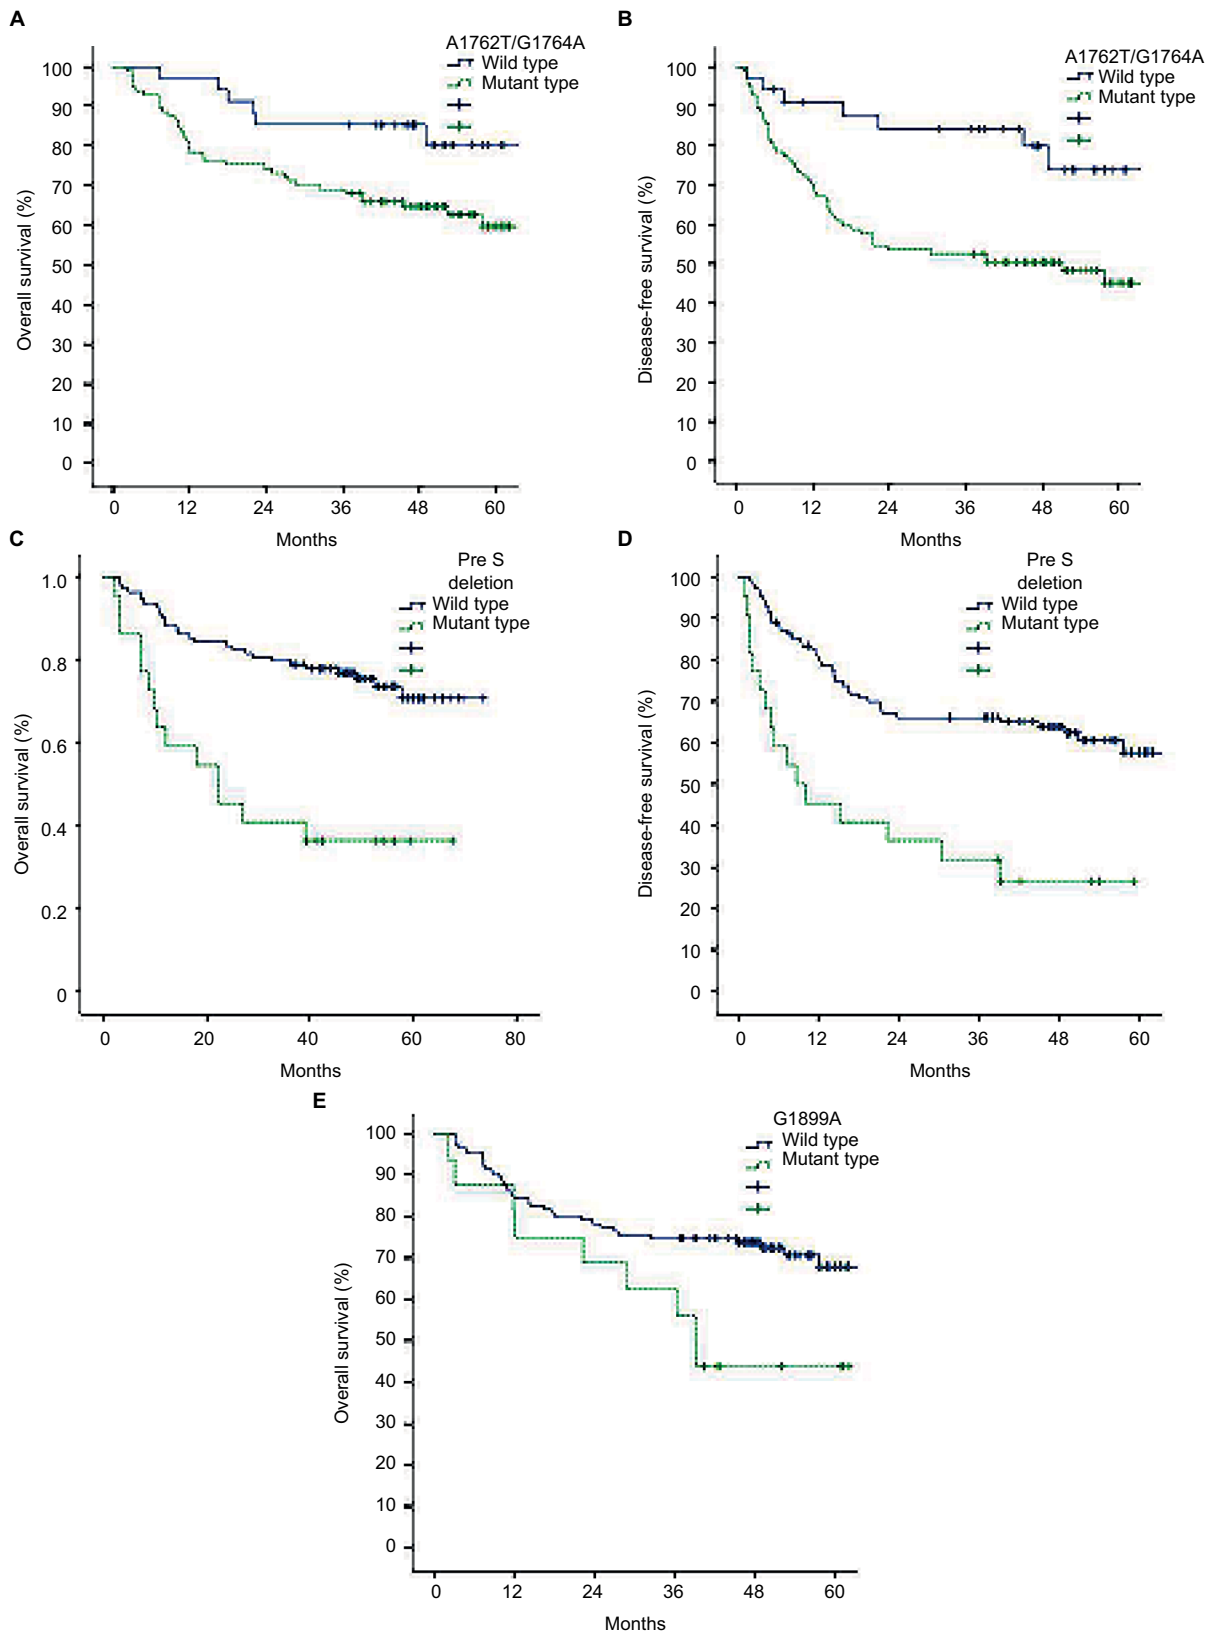 A
A1762T/G1764A
Wild type
Mutant type
100
90
80
70
60
50
40
30
20
10
0
Overall survival (%)
0 12 24 36 48 60
Months
B
A1762T/G1764A
Wild type
Mutant type
100
90
80
70
60
50
40
30
20
10
0
Disease-free survival (%)
0 12 24 36 48 60
Months
C
Pre S
deletion
Wild type
Mutant type
1.0
0.8
0.6
0.4
0.2
0
Overall survival (%)
0 20 40 60 80
Months
D
Pre S
deletion
Wild type
Mutant type
100
90
80
70
60
50
40
30
20
10
0
Disease-free survival (%)
0 12 24 36 48 60
Months
E
G1899A
Wild type
Mutant type
100
90
80
70
60
50
40
30
20
10
0
Overall survival (%)
0 12 24 36 48 60
Months